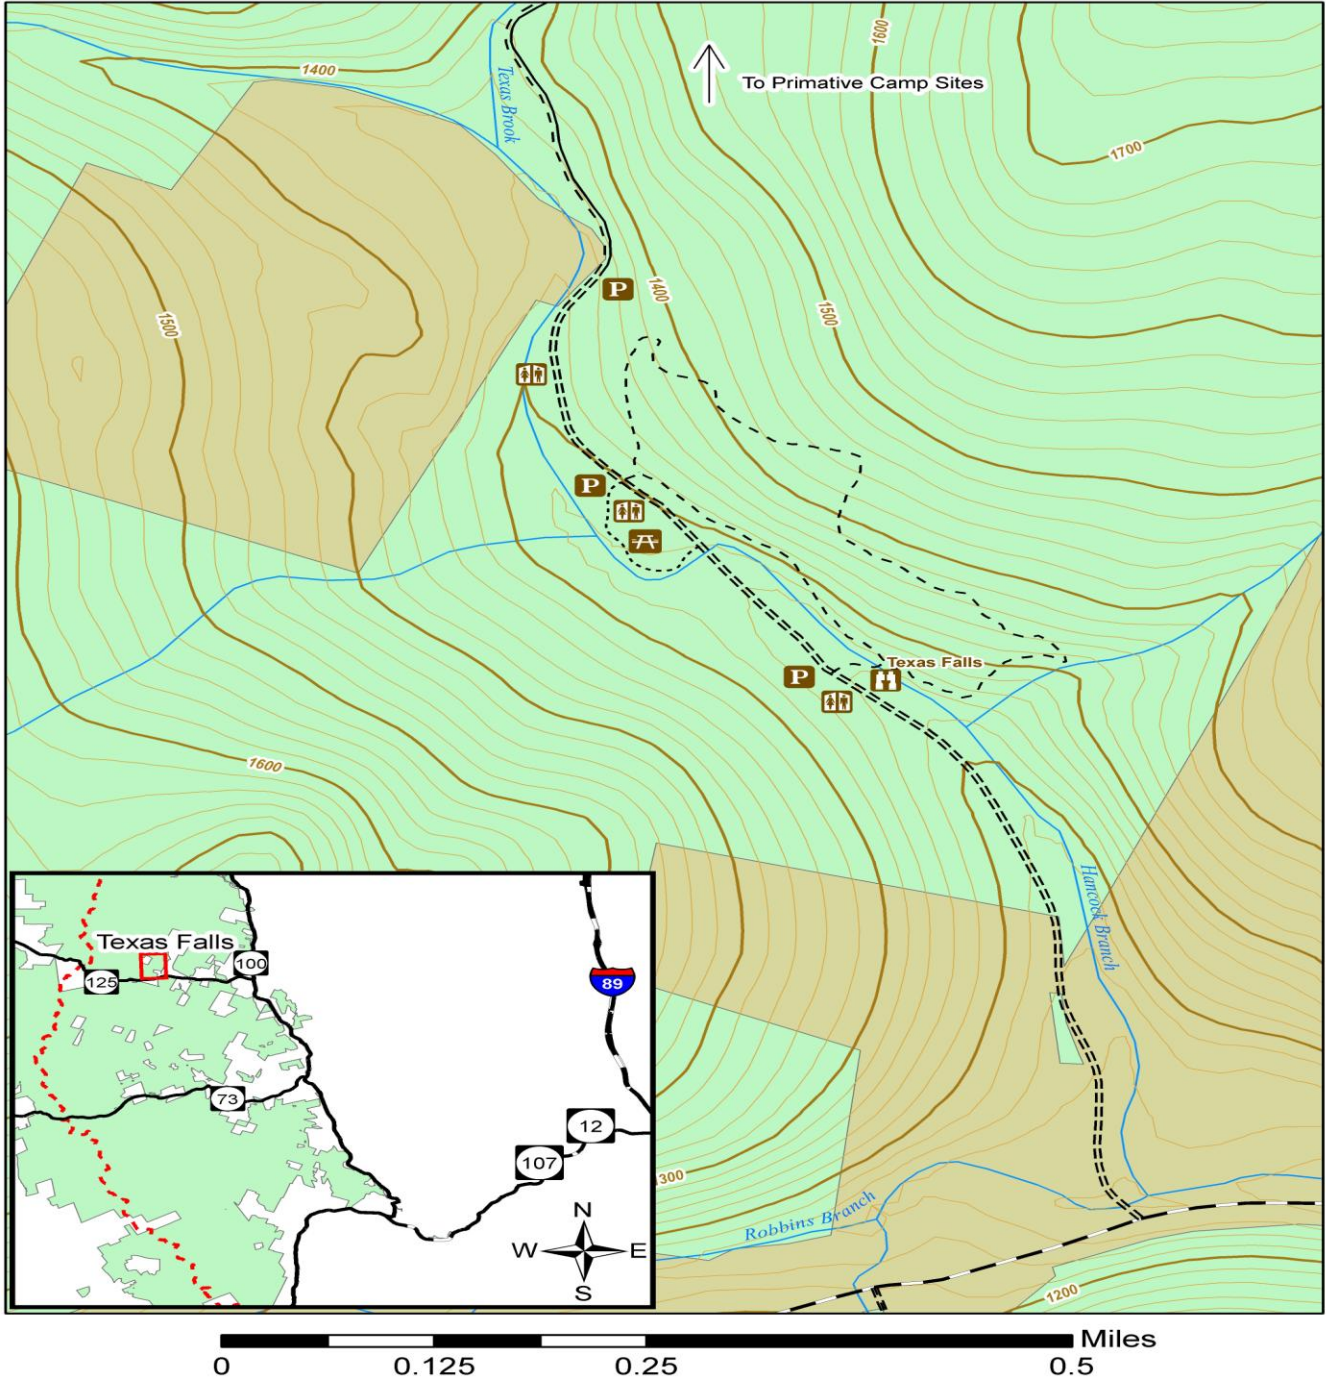 1600
To Primative Camp Sites
1400
Texas Brook
1700
P
1400
1500
1500
P
Texas Falls
P
1600
Hancock Branch
Texas Falls
100
125
89
73
12
107
1300
N
W E
S
Robbins Branch
1200
Miles
0 0.125 0.25 0.5